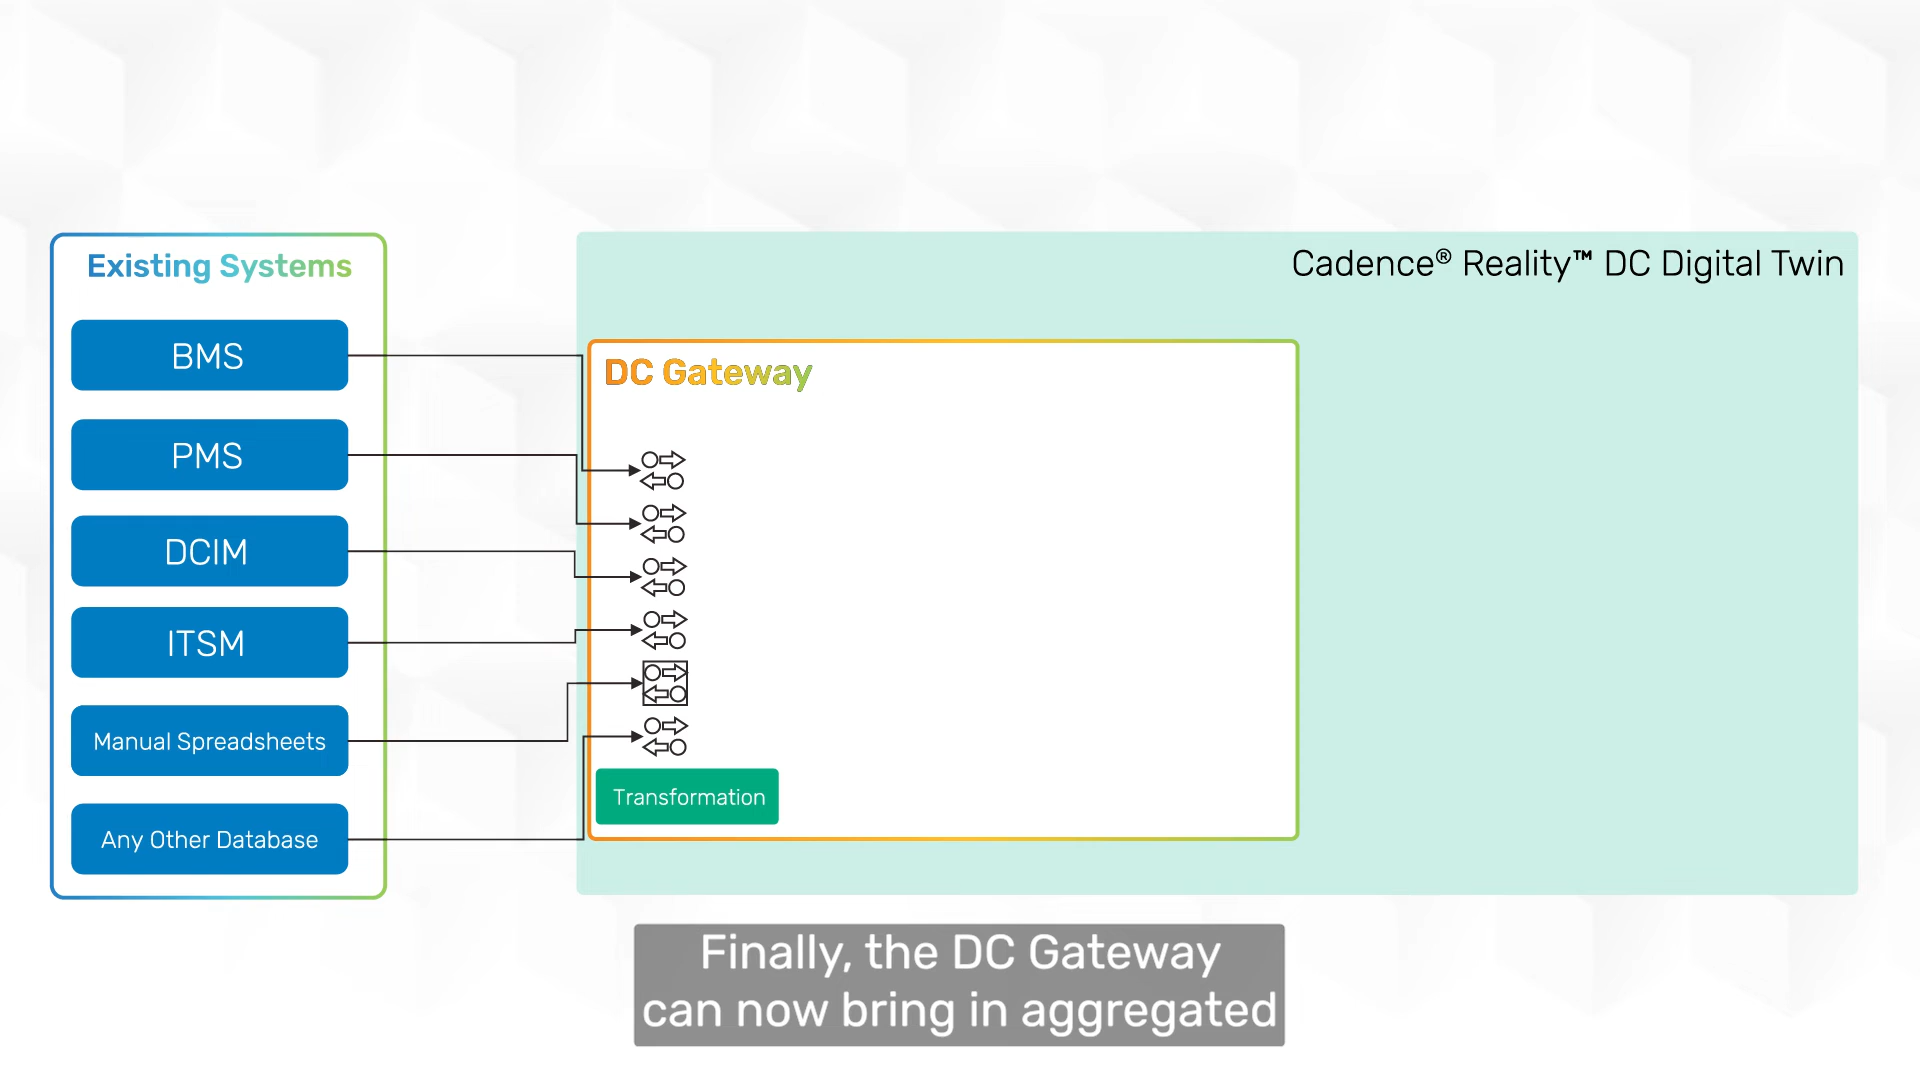 Existing Systems
BMS
PMS
DCIM
ITSM
Manual Spreadsheets
Any Other Database
Cadence® Reality™ DC Digital Twin
DC Gateway
Transformation
Finally, the DC Gateway
can now bring in aggregated